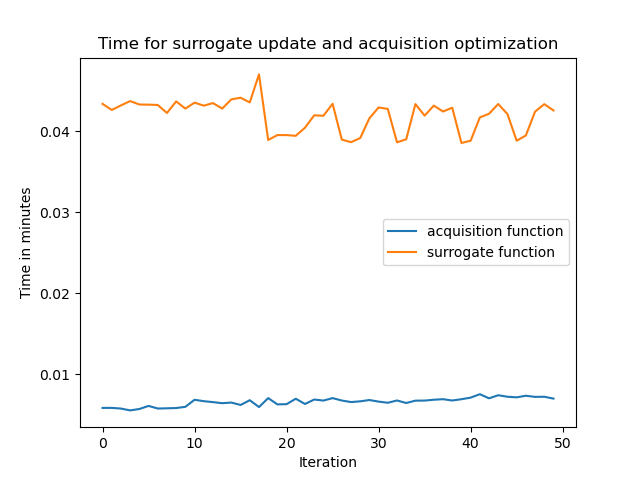 Time for surrogate update and acquisition optimization
Time in minutes
0.04
0.03
0.02
0.01
acquisition function
surrogate function
0 10 20 30 40 50
Iteration